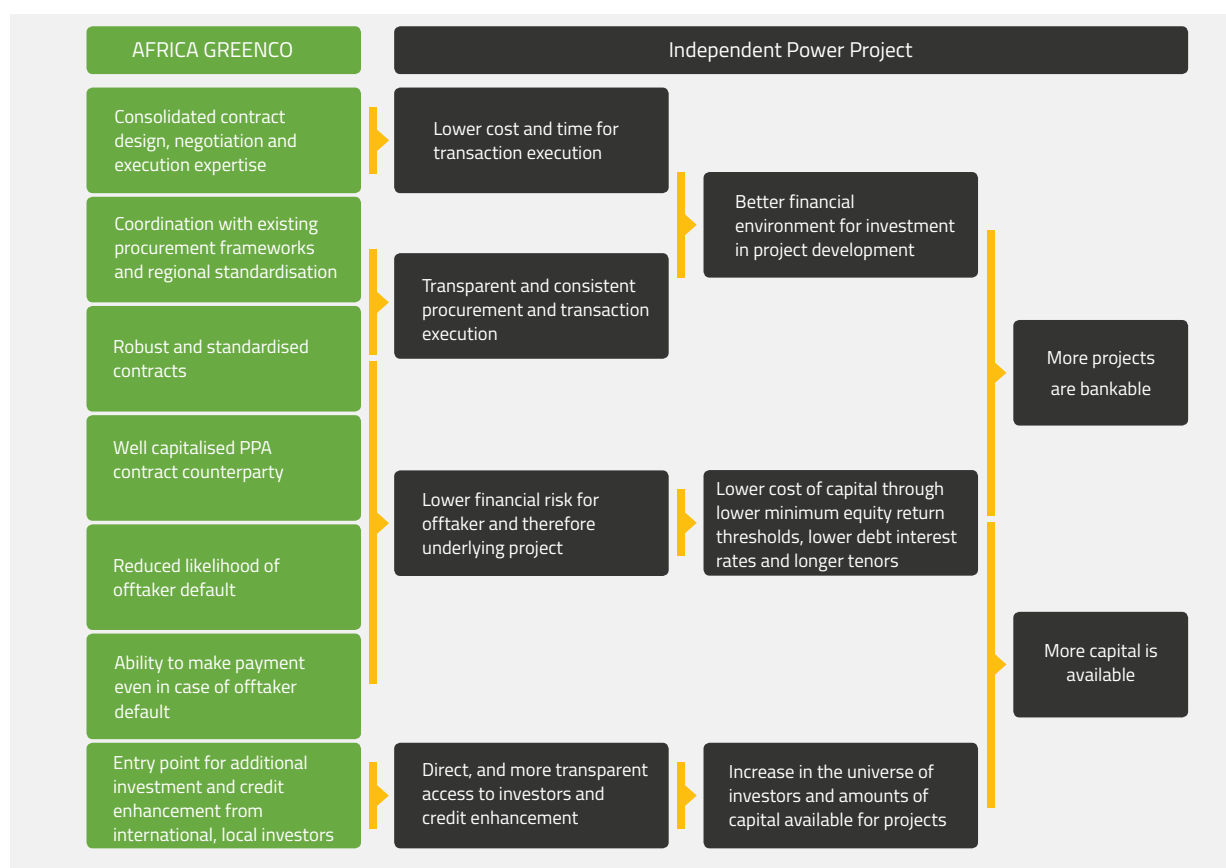 AFRICA GREENCO
Independent Power Project
Consolidated contract
design, negotiation and
execution expertise
Lower cost and time for
transaction execution
Coordination with existing
procurement frameworks
and regional standardisation
Better financial
environment for investment
in project development
Transparent and consistent
procurement and transaction
execution
Robust and standardised
contracts
More projects
are bankable
Well capitalised PPA
contract counterparty
Lower financial risk for
offtaker and therefore
underlying project
Lower cost of capital through
lower minimum equity return
thresholds, lower debt interest
rates and longer tenors
Reduced likelihood of
offtaker default
Ability to make payment
even in case of offtaker
default
More capital is
available
Entry point for additional
investment and credit
enhancement from
international, local investors
Direct, and more transparent
access to investors and
credit enhancement
Increase in the universe of
investors and amounts of
capital available for projects